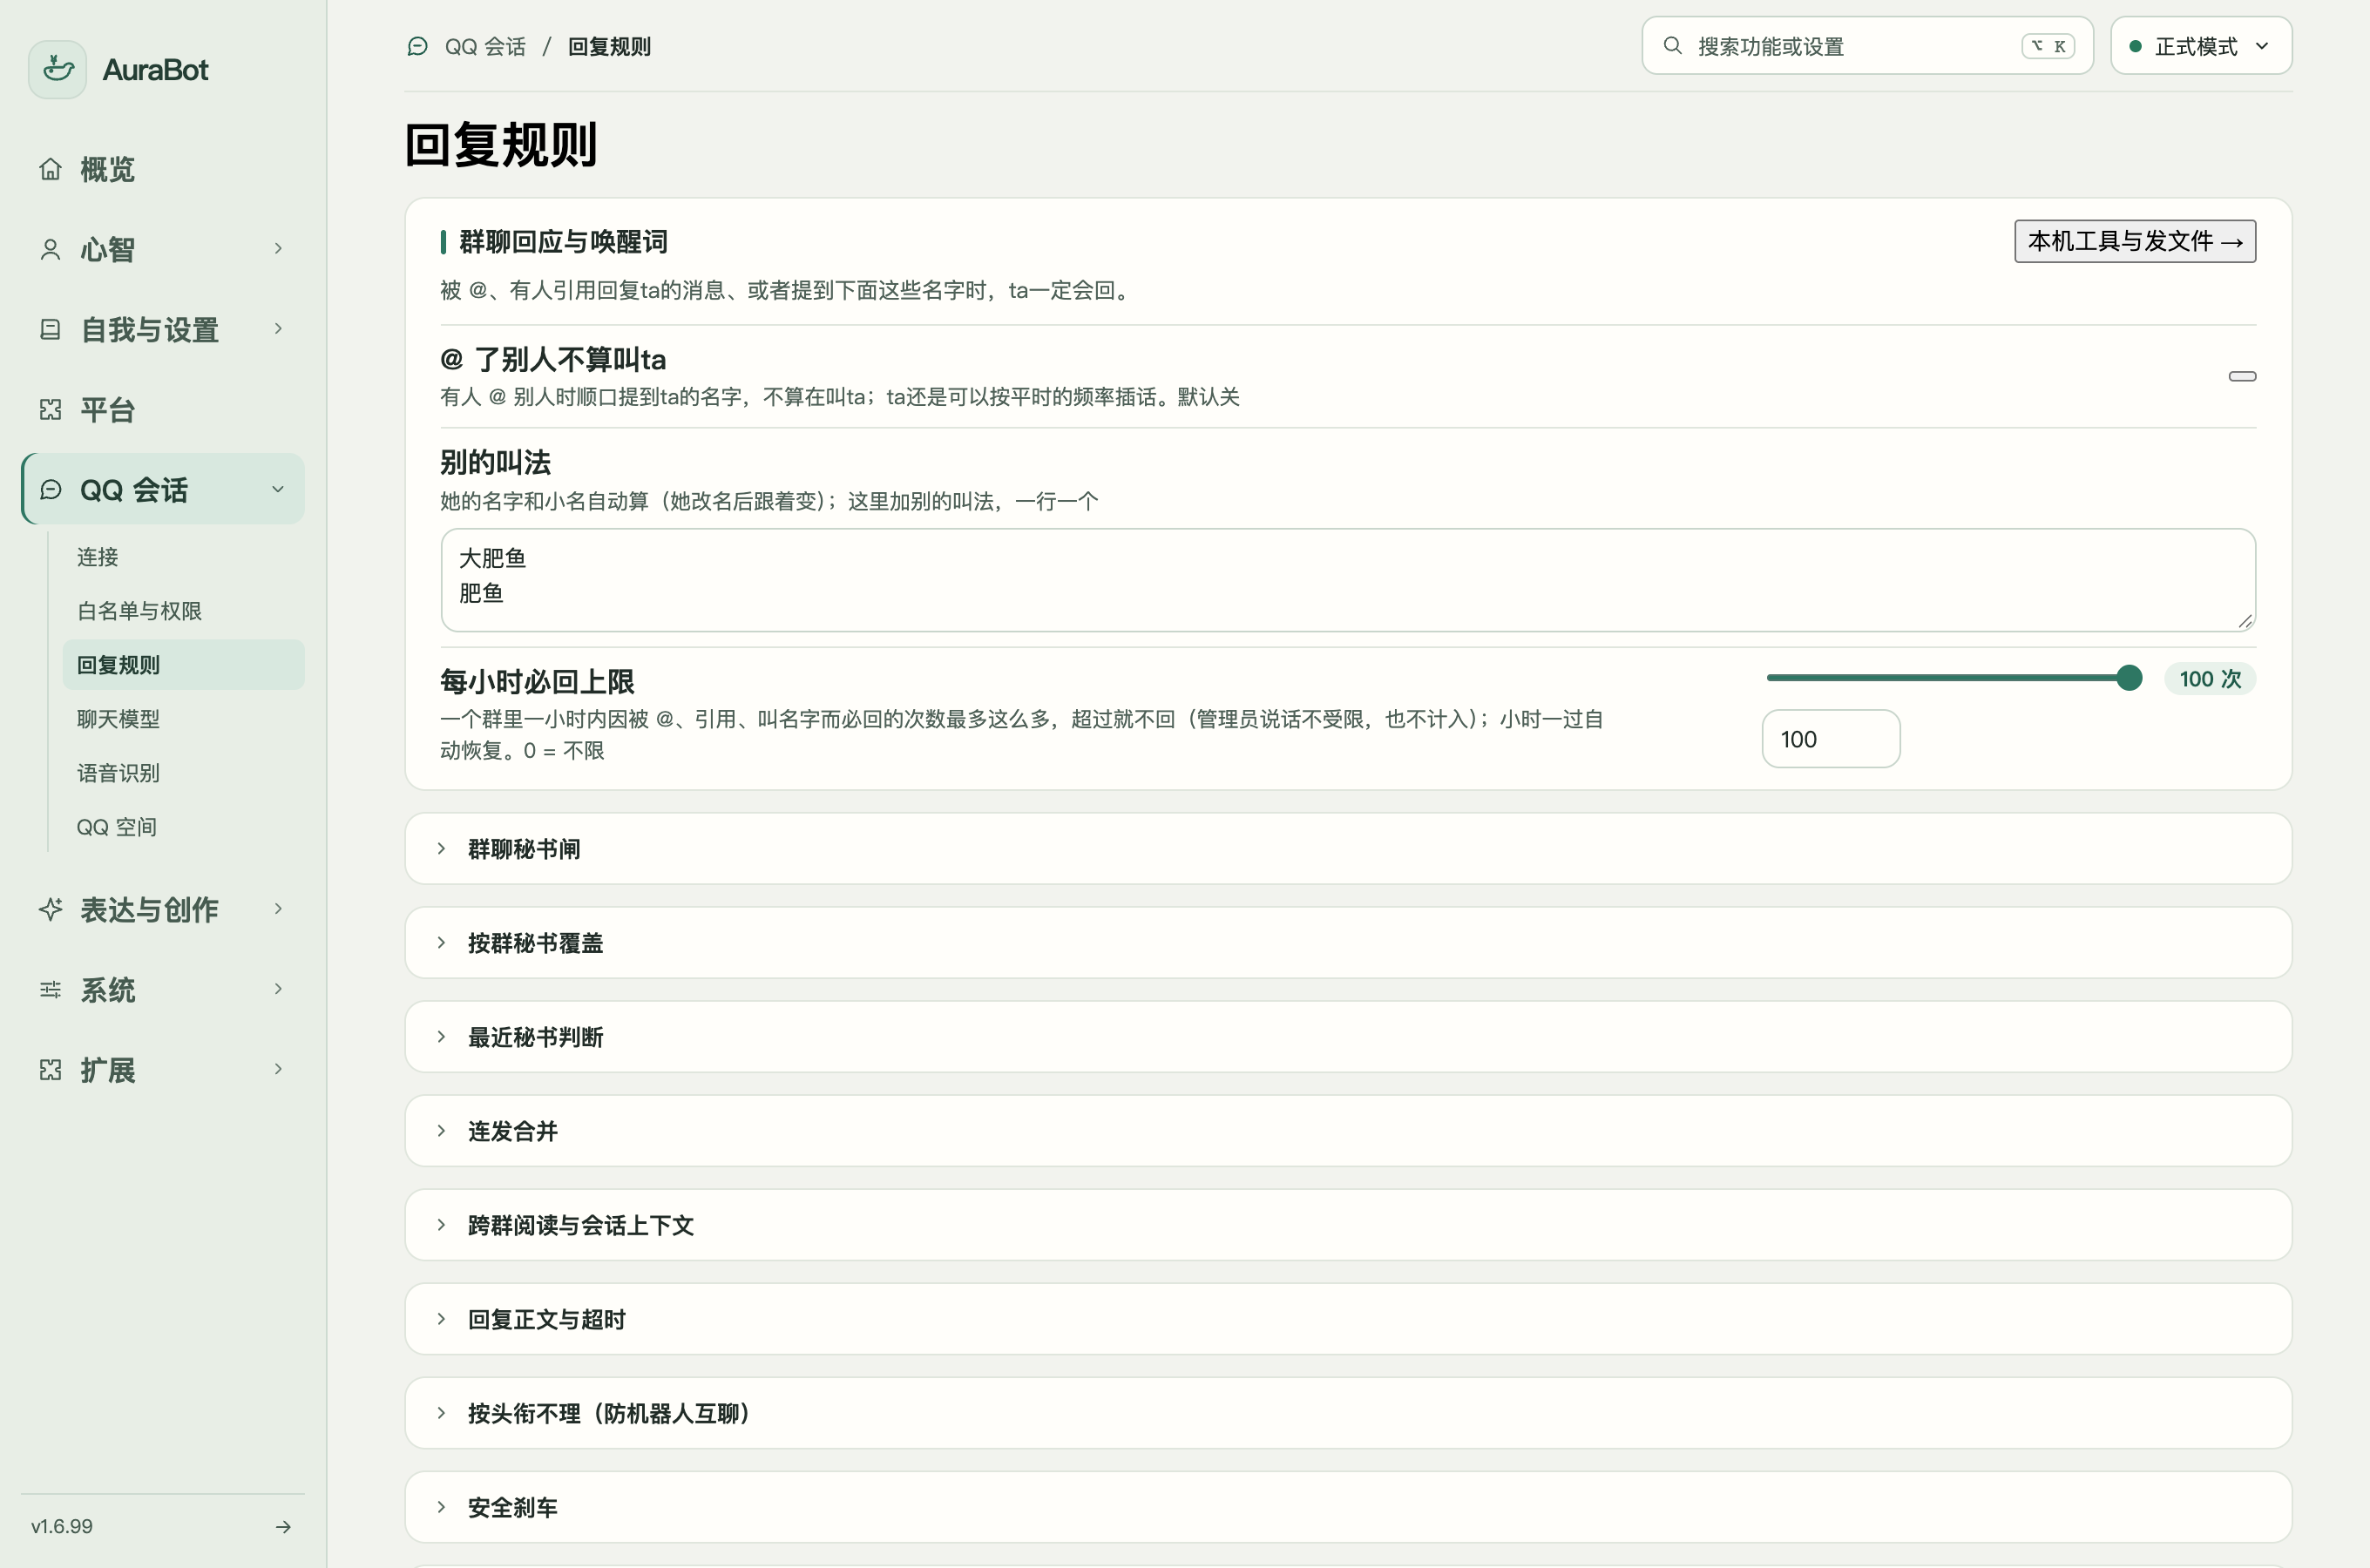 AuraBot
概览
心智
自我与设置
平台
QQ 会话
连接
白名单与权限
回复规则
聊天模型
语音识别
QQ 空间
表达与创作
系统
扩展
v1.6.99 →
QQ 会话 / 回复规则
搜索功能或设置 ⌥ K
正式模式
回复规则
群聊回应与唤醒词
本机工具与发文件 →
被 @、有人引用回复ta的消息、或者提到下面这些名字时，ta一定会回。
@ 了别人不算叫ta
有人 @ 别人时顺口提到ta的名字，不算在叫ta；ta还是可以按平时的频率插话。默认关
别的叫法
她的名字和小名自动算（她改名后跟着变）；这里加别的叫法，一行一个
大肥鱼
肥鱼
每小时必回上限
100 次
一个群里一小时内因被 @、引用、叫名字而必回的次数最多这么多，超过就不回（管理员说话不受限，也不计入）；小时一过自
动恢复。0 = 不限
100
群聊秘书闸
按群秘书覆盖
最近秘书判断
连发合并
跨群阅读与会话上下文
回复正文与超时
按头衔不理（防机器人互聊）
安全刹车